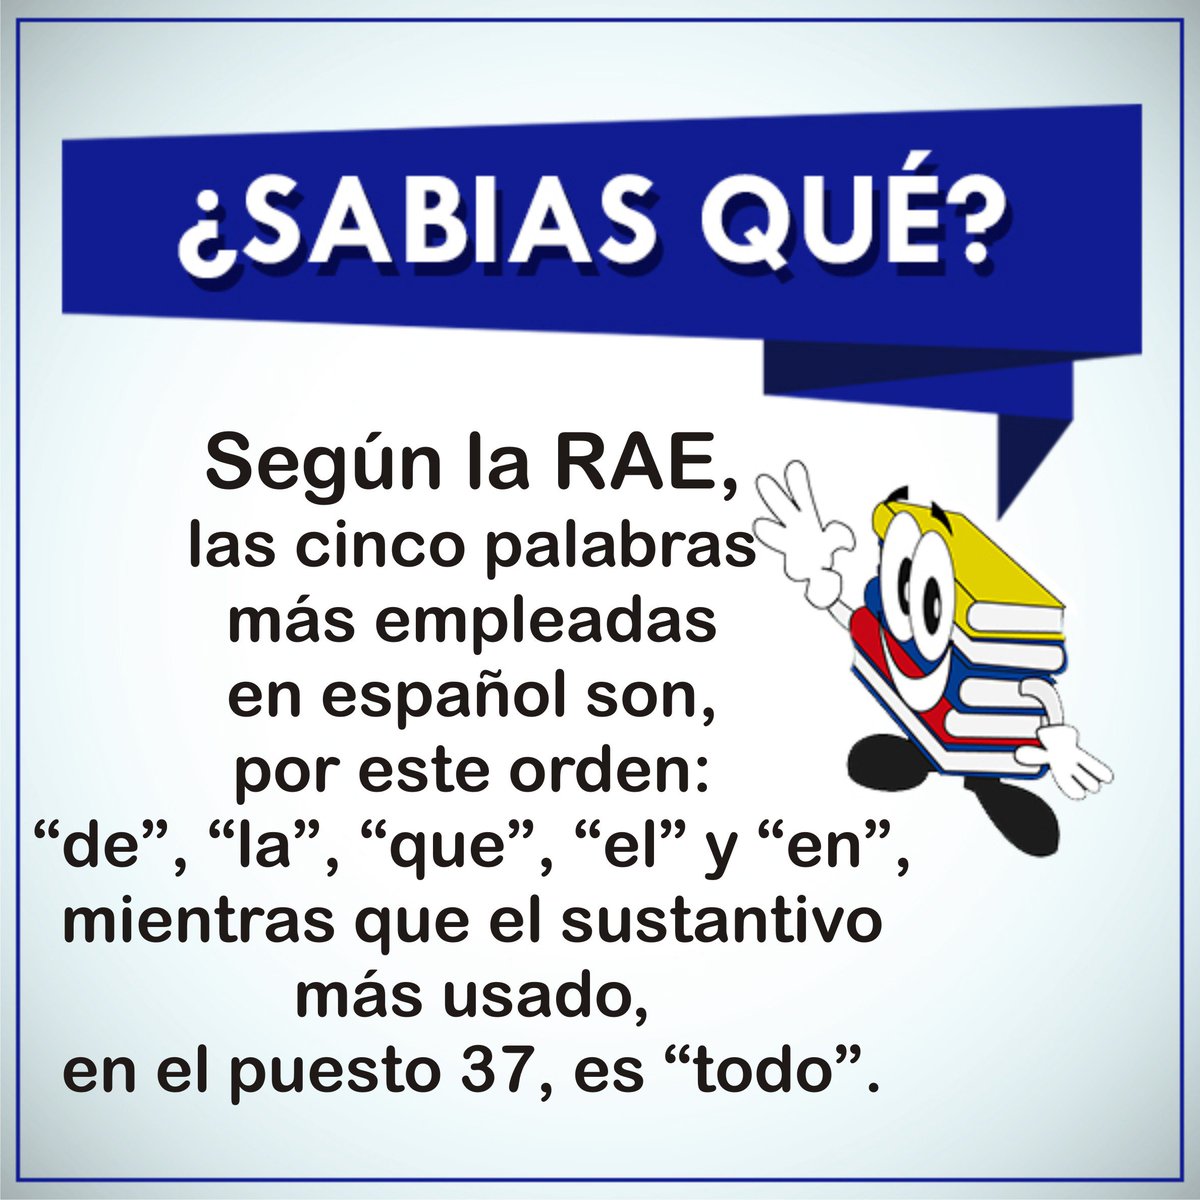 ¿SABIAS QUÉ?
Según la RAE,
las cinco palabras
más empleadas
en español son,
por este orden:
“de”, “la”, “que”, “el” y “en”,
mientras que el sustantivo
más usado,
en el puesto 37, es “todo”.